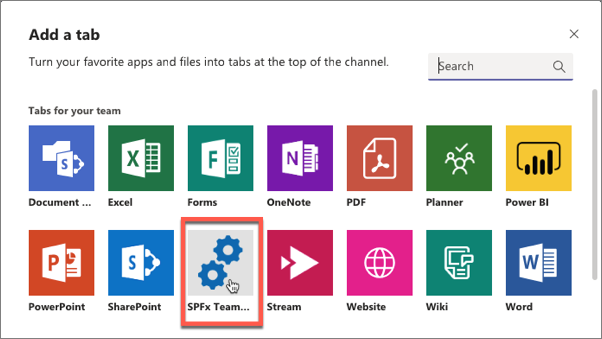 Add a tab
Turn your favorite apps and files into tabs at the top of the channel.
Search
Tabs for your team
Document ... Excel Forms OneNote PDF Planner Power BI
PowerPoint SharePoint SPFx Team... Stream Website Wiki Word